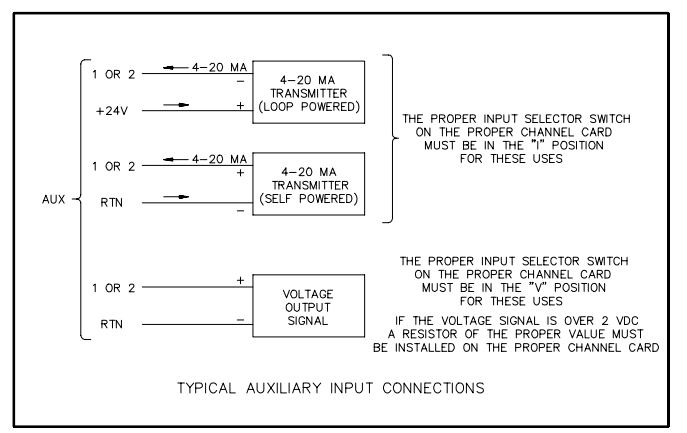 1 OR 2
4-20 MA
-
+24V
+
4-20 MA
TRANSMITTER
(LOOP POWERED)
THE PROPER INPUT SELECTOR SWITCH
ON THE PROPER CHANNEL CARD
MUST BE IN THE "I" POSITION
FOR THESE USES
1 OR 2
4-20 MA
+
RTN
-
4-20 MA
TRANSMITTER
(SELF POWERED)
AUX
1 OR 2
+
RTN
-
VOLTAGE
OUTPUT
SIGNAL
THE PROPER INPUT SELECTOR SWITCH
ON THE PROPER CHANNEL CARD
MUST BE IN THE "V" POSITION
FOR THESE USES
IF THE VOLTAGE SIGNAL IS OVER 2 VDC
A RESISTOR OF THE PROPER VALUE MUST
BE INSTALLED ON THE PROPER CHANNEL CARD
TYPICAL AUXILIARY INPUT CONNECTIONS